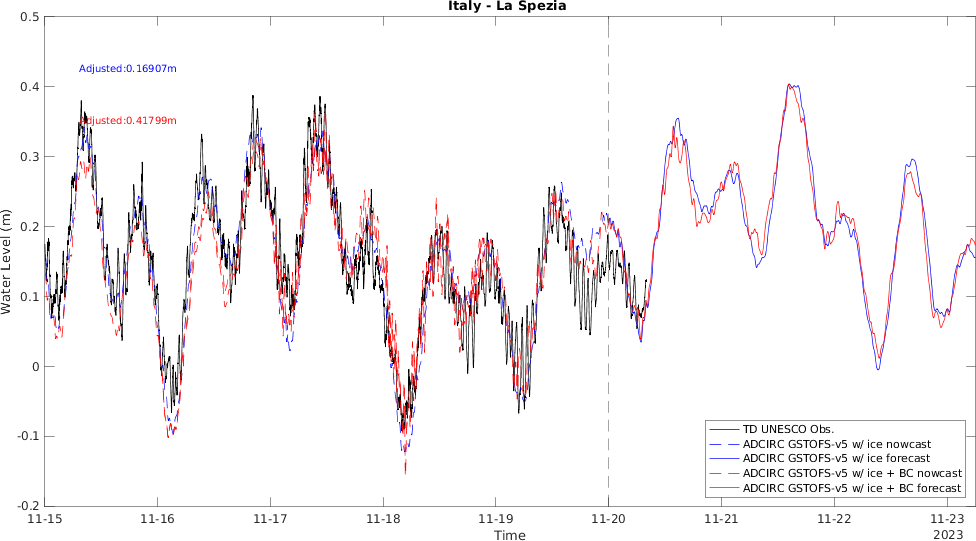 Italy - La Spezia
0.5
Adjusted:0.16907m
0.4
Adjusted:0.41799m
0.3
0.2
0.1
0
-0.1
-0.2
Water Level (m)
TD UNESCO Obs.
ADCIRC GSTOFS-v5 w/ ice nowcast
ADCIRC GSTOFS-v5 w/ ice forecast
ADCIRC GSTOFS-v5 w/ ice + BC nowcast
ADCIRC GSTOFS-v5 w/ ice + BC forecast
11-15 11-16 11-17 11-18 11-19 11-20 11-21 11-22 11-23
Time 2023